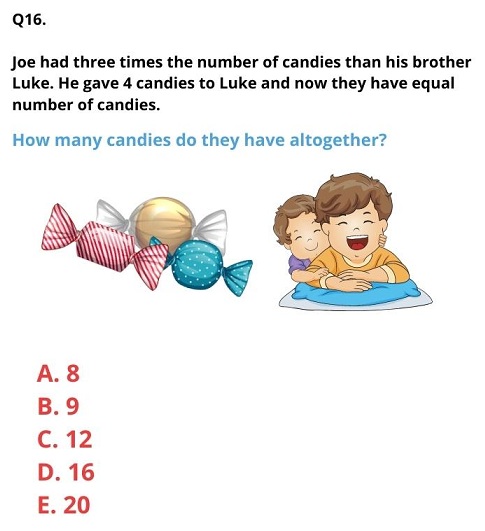 Q16.
Joe had three times the number of candies than his brother
Luke. He gave 4 candies to Luke and now they have equal
number of candies.
How many candies do they have altogether?
A. 8
B. 9
C. 12
D. 16
E. 20